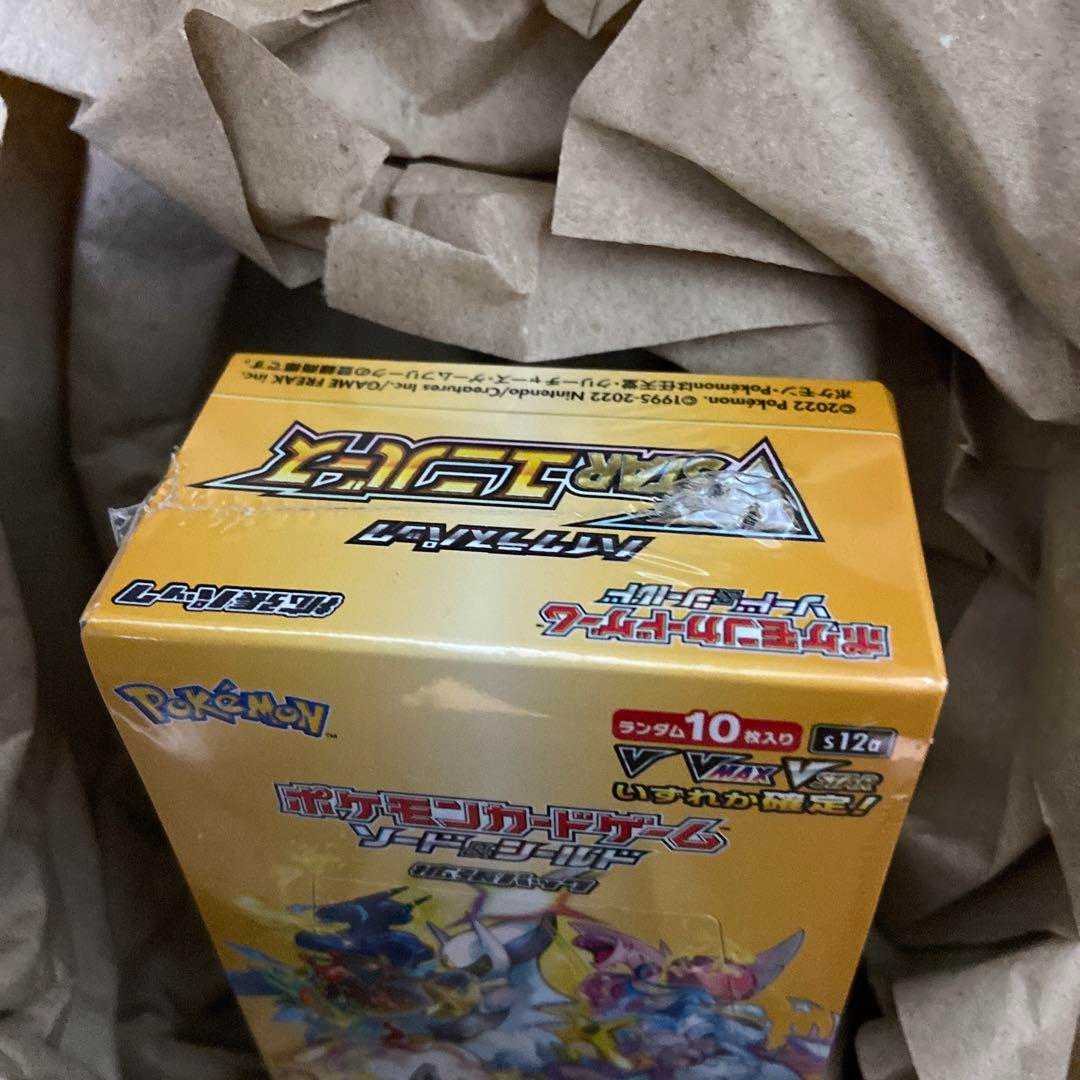 ©2022 Pokémon. ©1995-2022 Nintendo/Creatures Inc./GAME FREAK inc.
ポケモン・Pokémonは任天堂・クリーチャーズ・ゲームフリークの登録商標です。
VSTARユニバース
ハイクラスパック
ポケモンカードゲーム
ソード&シールド
拡張パック
POKÉMON™
ランダム10枚入り
s12a
V VMAX VSTAR
いずれか確定!
ポケモンカードゲーム
ソード&シールド